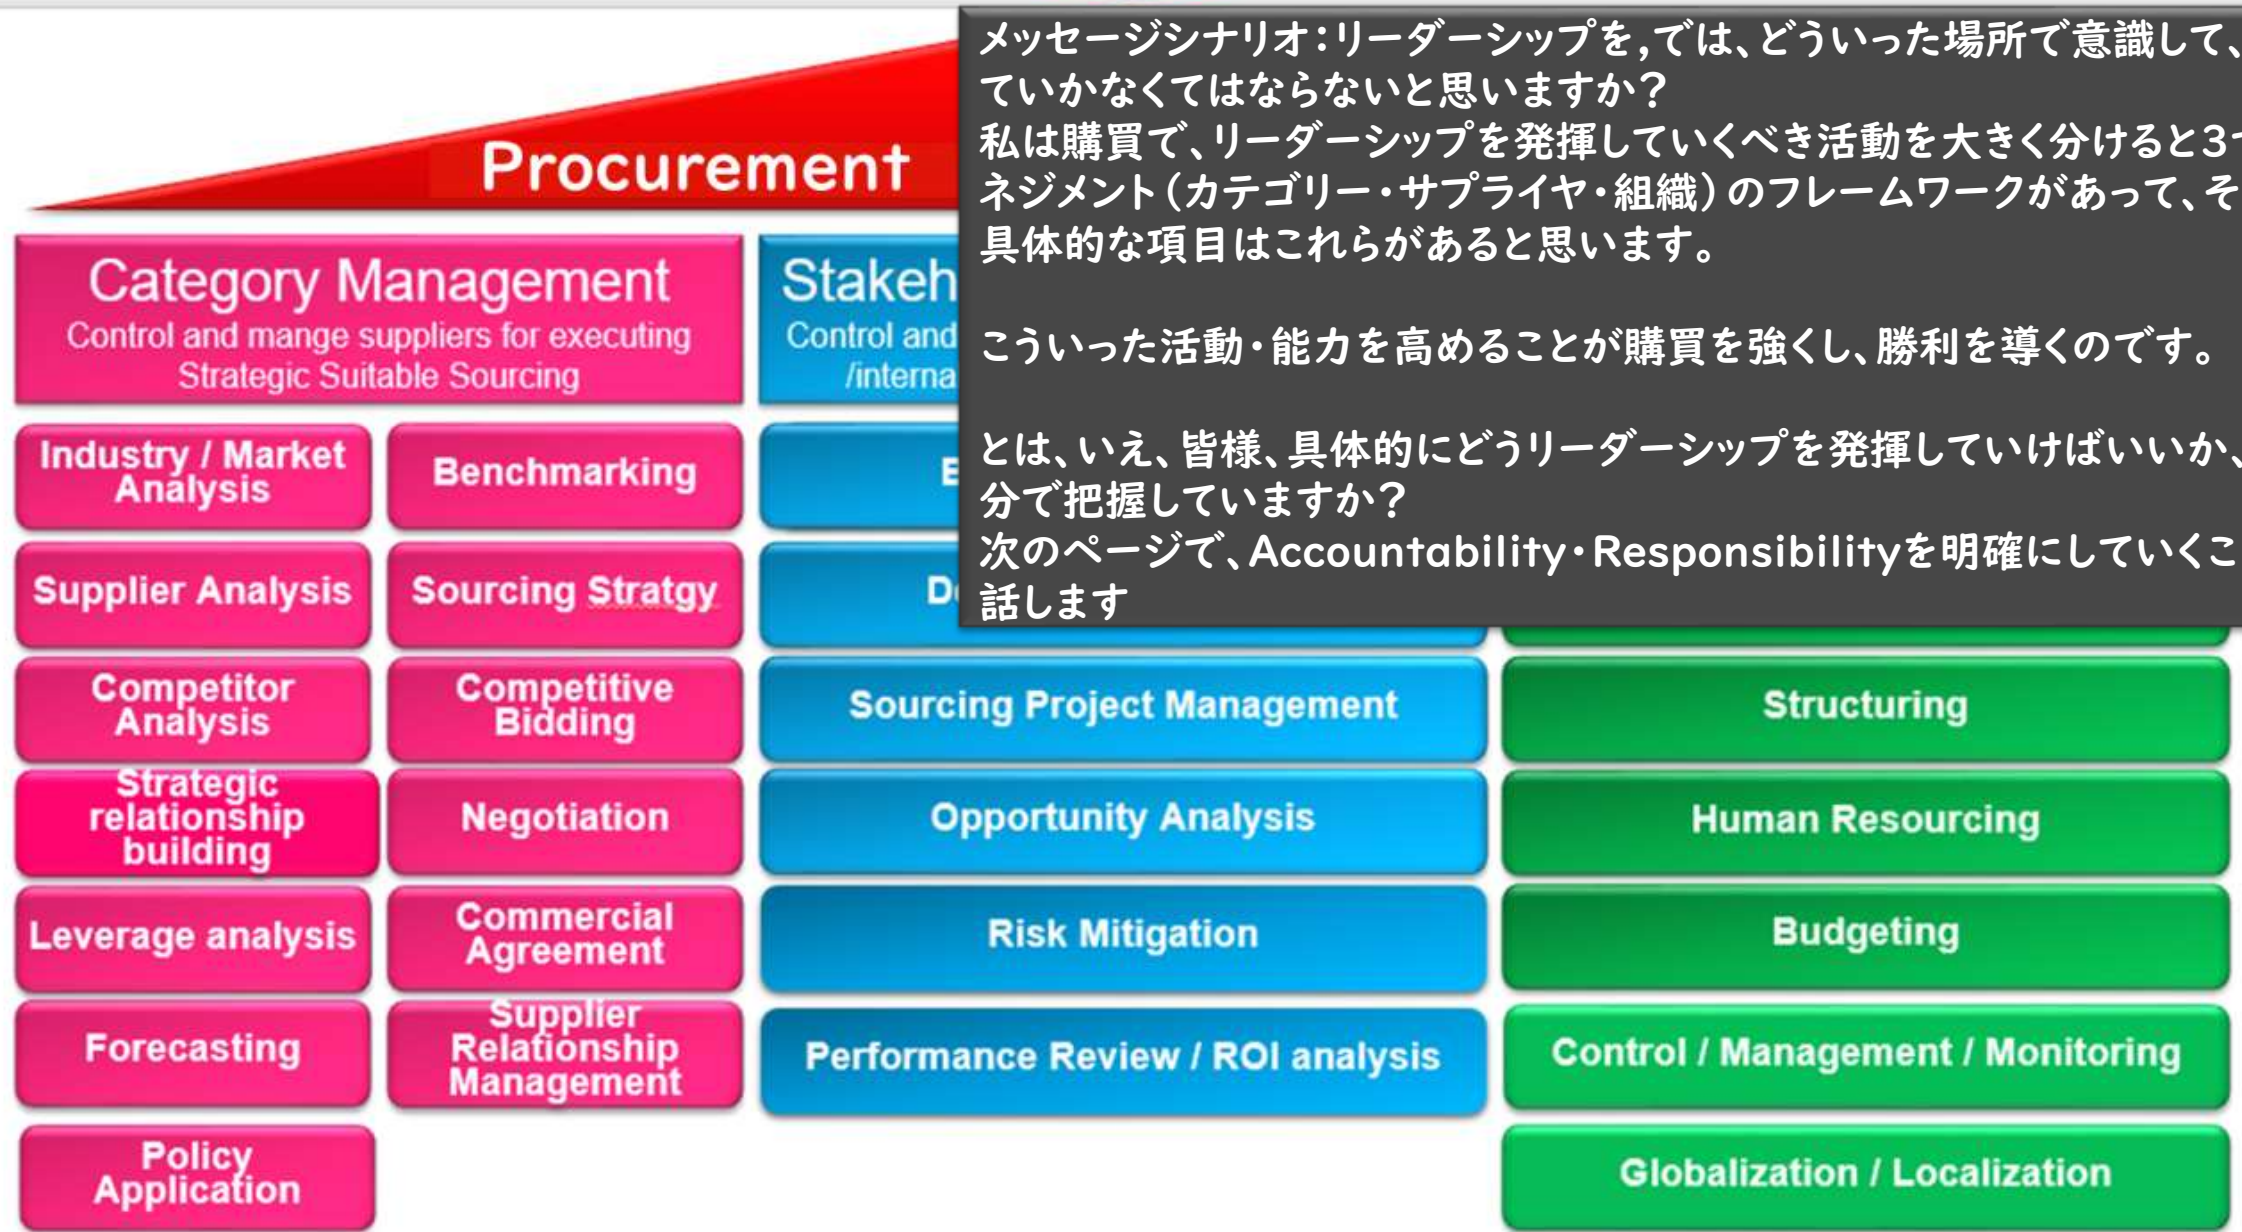 Procurement
メッセージシナリオ：リーダーシップを,では、どういった場所で意識して、
ていかなくてはならないと思いますか？
私は購買で、リーダーシップを発揮していくべき活動を大きく分けると3つ
ネジメント（カテゴリー・サプライヤ・組織）のフレームワークがあって、そ
具体的な項目はこれらがあると思います。
こういった活動・能力を高めることが購買を強くし、勝利を導くのです。
とは、いえ、皆様、具体的にどうリーダーシップを発揮していけばいいか、
分で把握していますか？
次のページで、Accountability・Responsibilityを明確にしていくこ
話します
Category Management
Control and mange suppliers for executing
Strategic Suitable Sourcing
Stakeh
Control and
/interna
Industry / Market
Analysis
Benchmarking
Supplier Analysis
Sourcing Stratgy
Competitor
Analysis
Competitive
Bidding
Sourcing Project Management
Structuring
Strategic
relationship
building
Negotiation
Opportunity Analysis
Human Resourcing
Leverage analysis
Commercial
Agreement
Risk Mitigation
Budgeting
Forecasting
Supplier
Relationship
Management
Performance Review / ROI analysis
Control / Management / Monitoring
Policy
Application
Globalization / Localization